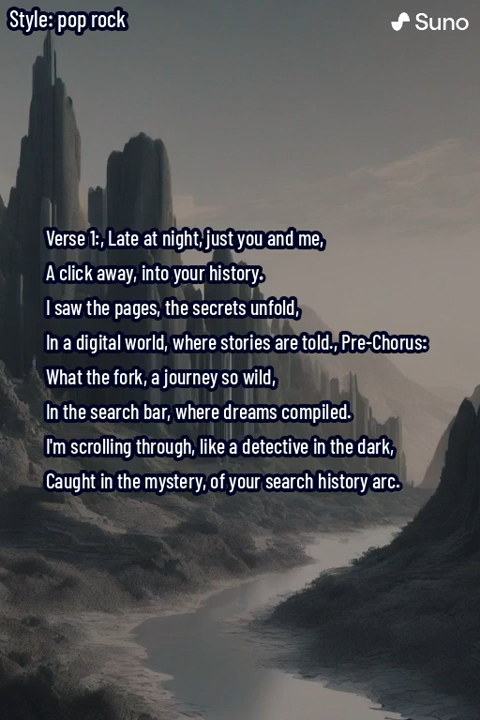 Style: pop rock
Suno
Verse 1:, Late at night, just you and me,
A click away, into your history.
I saw the pages, the secrets unfold,
In a digital world, where stories are told., Pre-Chorus:
What the fork, a journey so wild,
In the search bar, where dreams compiled.
I'm scrolling through, like a detective in the dark,
Caught in the mystery, of your search history arc.